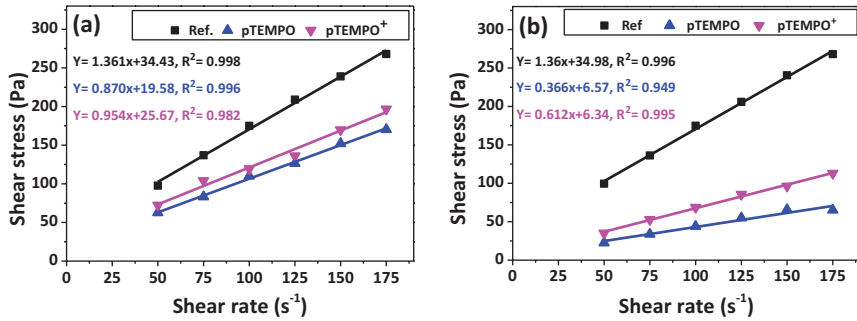 (a)
Ref. pTEMPO pTEMPO+
Y= 1.361x+34.43, R²= 0.998
Y= 0.870x+19.58, R²= 0.996
Y= 0.954x+25.67, R²= 0.982
Shear stress (Pa)
300
250
200
150
100
50
0
0 25 50 75 100 125 150 175
Shear rate (s⁻¹)
(b)
Ref pTEMPO pTEMPO⁺
Y= 1.36x+34.98, R²= 0.996
Y= 0.366x+6.57, R²= 0.949
Y= 0.612x+6.34, R²= 0.995
Shear stress (Pa)
300
250
200
150
100
50
0
0 25 50 75 100 125 150 175
Shear rate (s⁻¹)